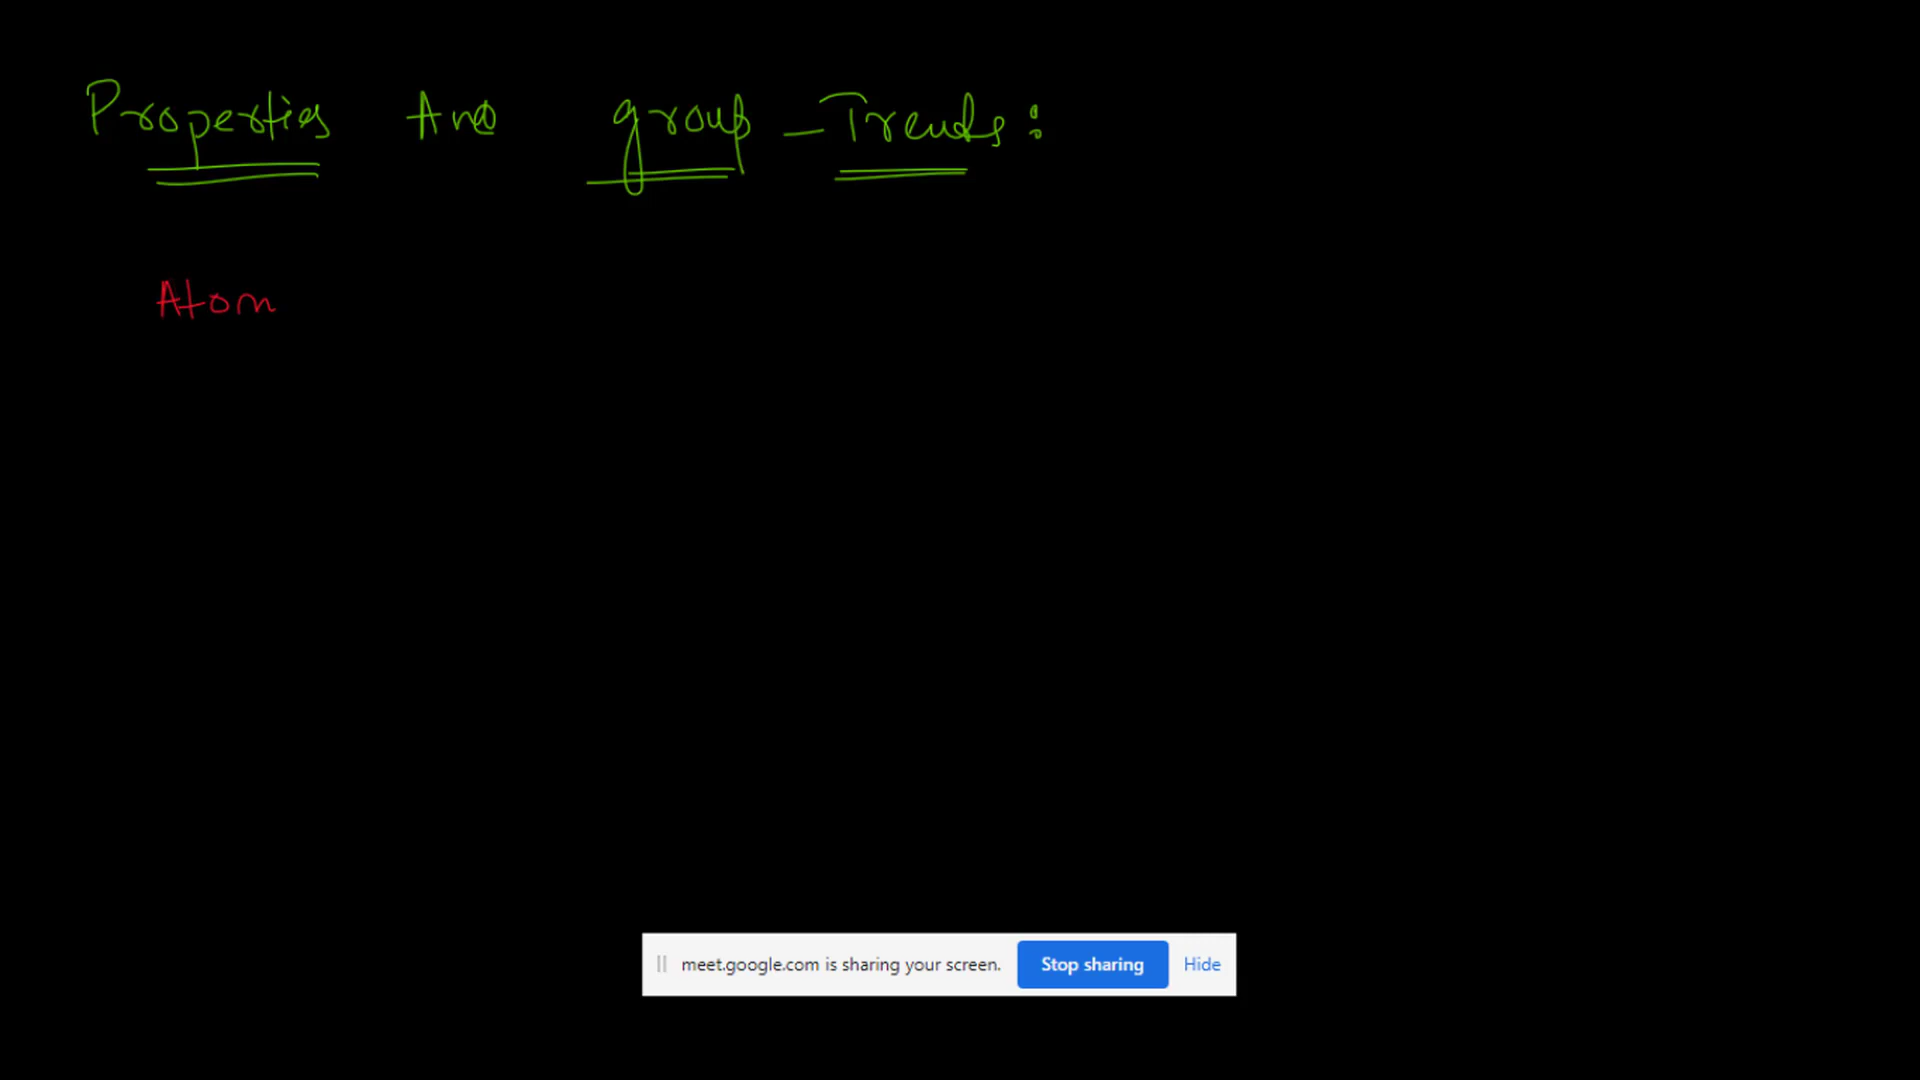 Properties And group - Trends:
Atom
meet.google.com is sharing your screen. Stop sharing Hide